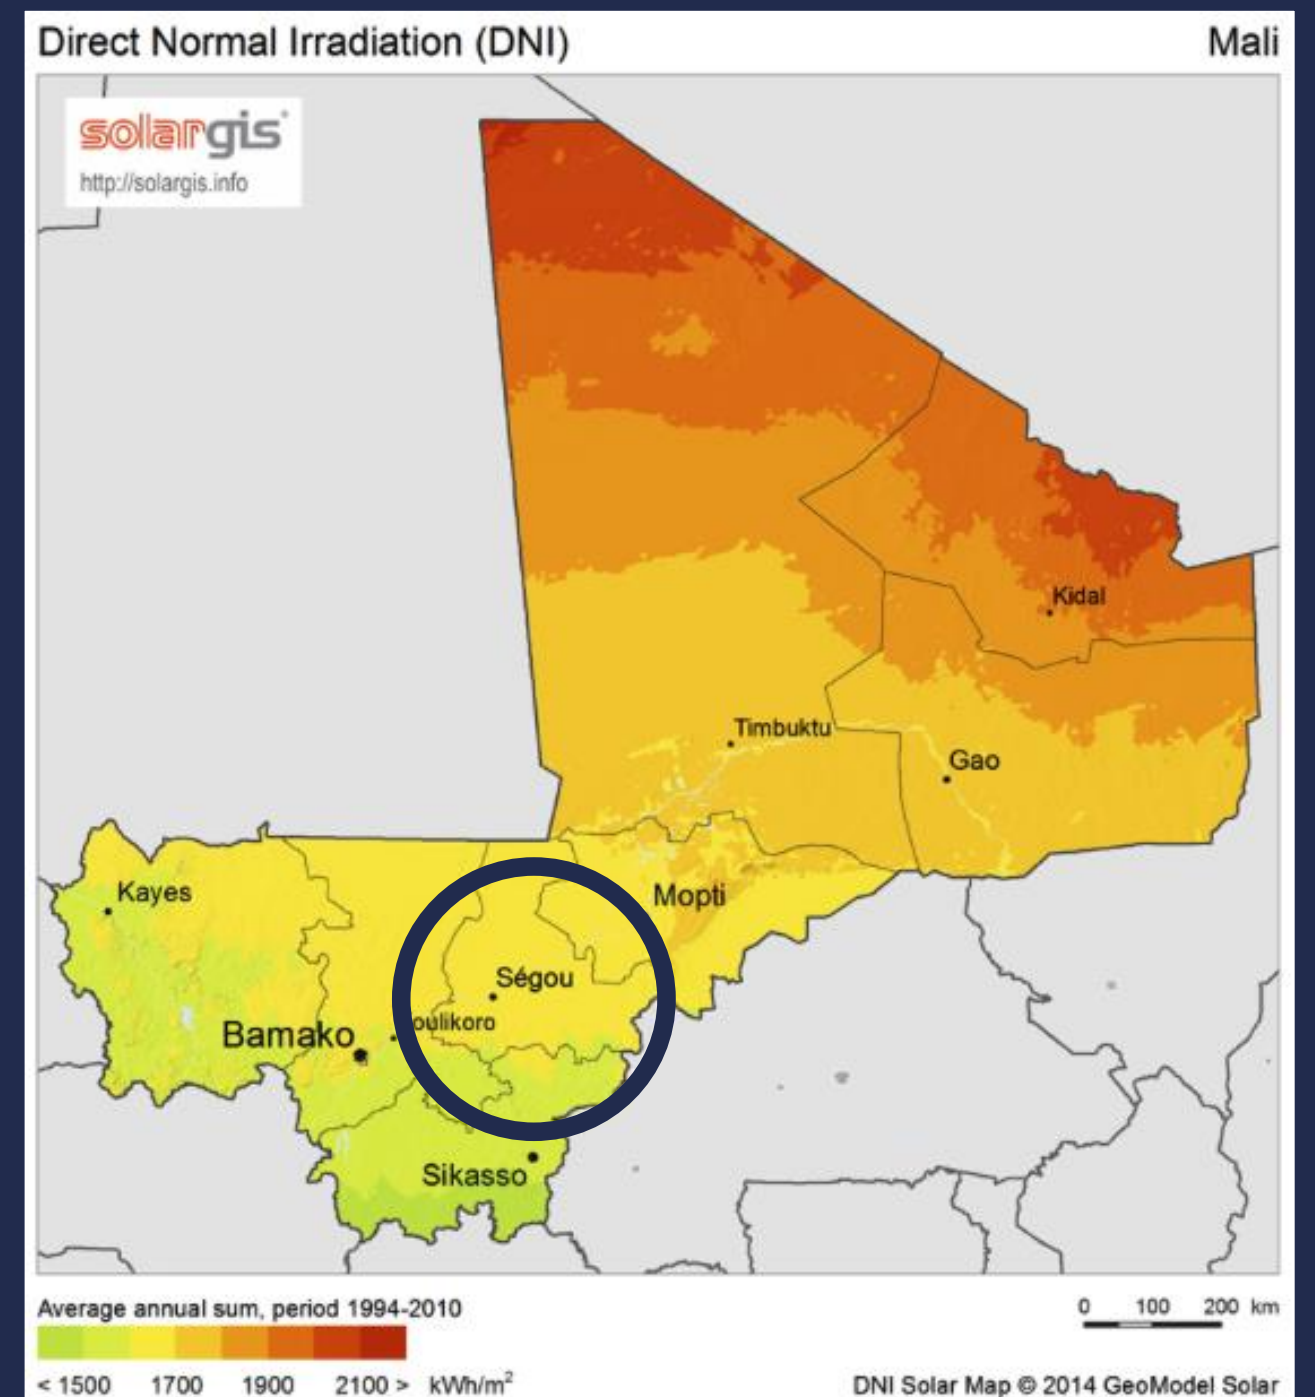 Direct Normal Irradiation (DNI)
Mali
solargis
http://solargis.info
Kidal
Timbuktu
Gao
Kayes
Mopti
Ségou
oulikoro
Bamako
Sikasso
Average annual sum, period 1994-2010
0 100 200 km
< 1500 1700 1900 2100 > kWh/m²
DNI Solar Map © 2014 GeoModel Solar